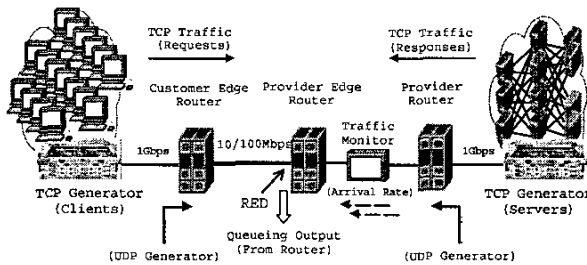 TCP Traffic
(Requests)
TCP Traffic
(Responses)
Customer Edge
Router
Provider Edge
Router
Provider
Router
Traffic
Monitor
1Gbps
10/100Mbps
1Gbps
TCP Generator
(Clients)
RED
(Arrival Rate)
TCP Generator
(Servers)
Queueing Output
(From Router)
(UDP Generator)
(UDP Generator)